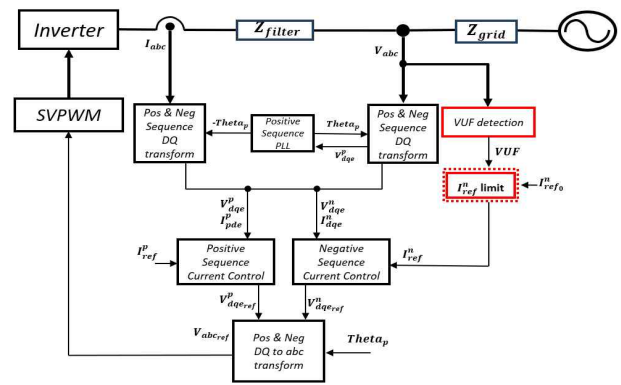 Inverter
I_abc
Z_filter
V_abc
Z_grid
SVPWM
Pos & Neg
Sequence
DQ
transform
-Theta_p
Positive
Sequence
PLL
Theta_p
V^p_dqe
Pos & Neg
Sequence
DQ
transform
VUF detection
VUF
I^n_ref limit
I^n_ref0
V^p_dqe
I^p_pde
V^n_dqe
I^n_dqe
I^p_ref
Positive
Sequence
Current Control
Negative
Sequence
Current Control
I^n_ref
V^p_dqe_ref
V^n_dqe_ref
V_abc_ref
Pos & Neg
DQ to abc
transform
Theta_p